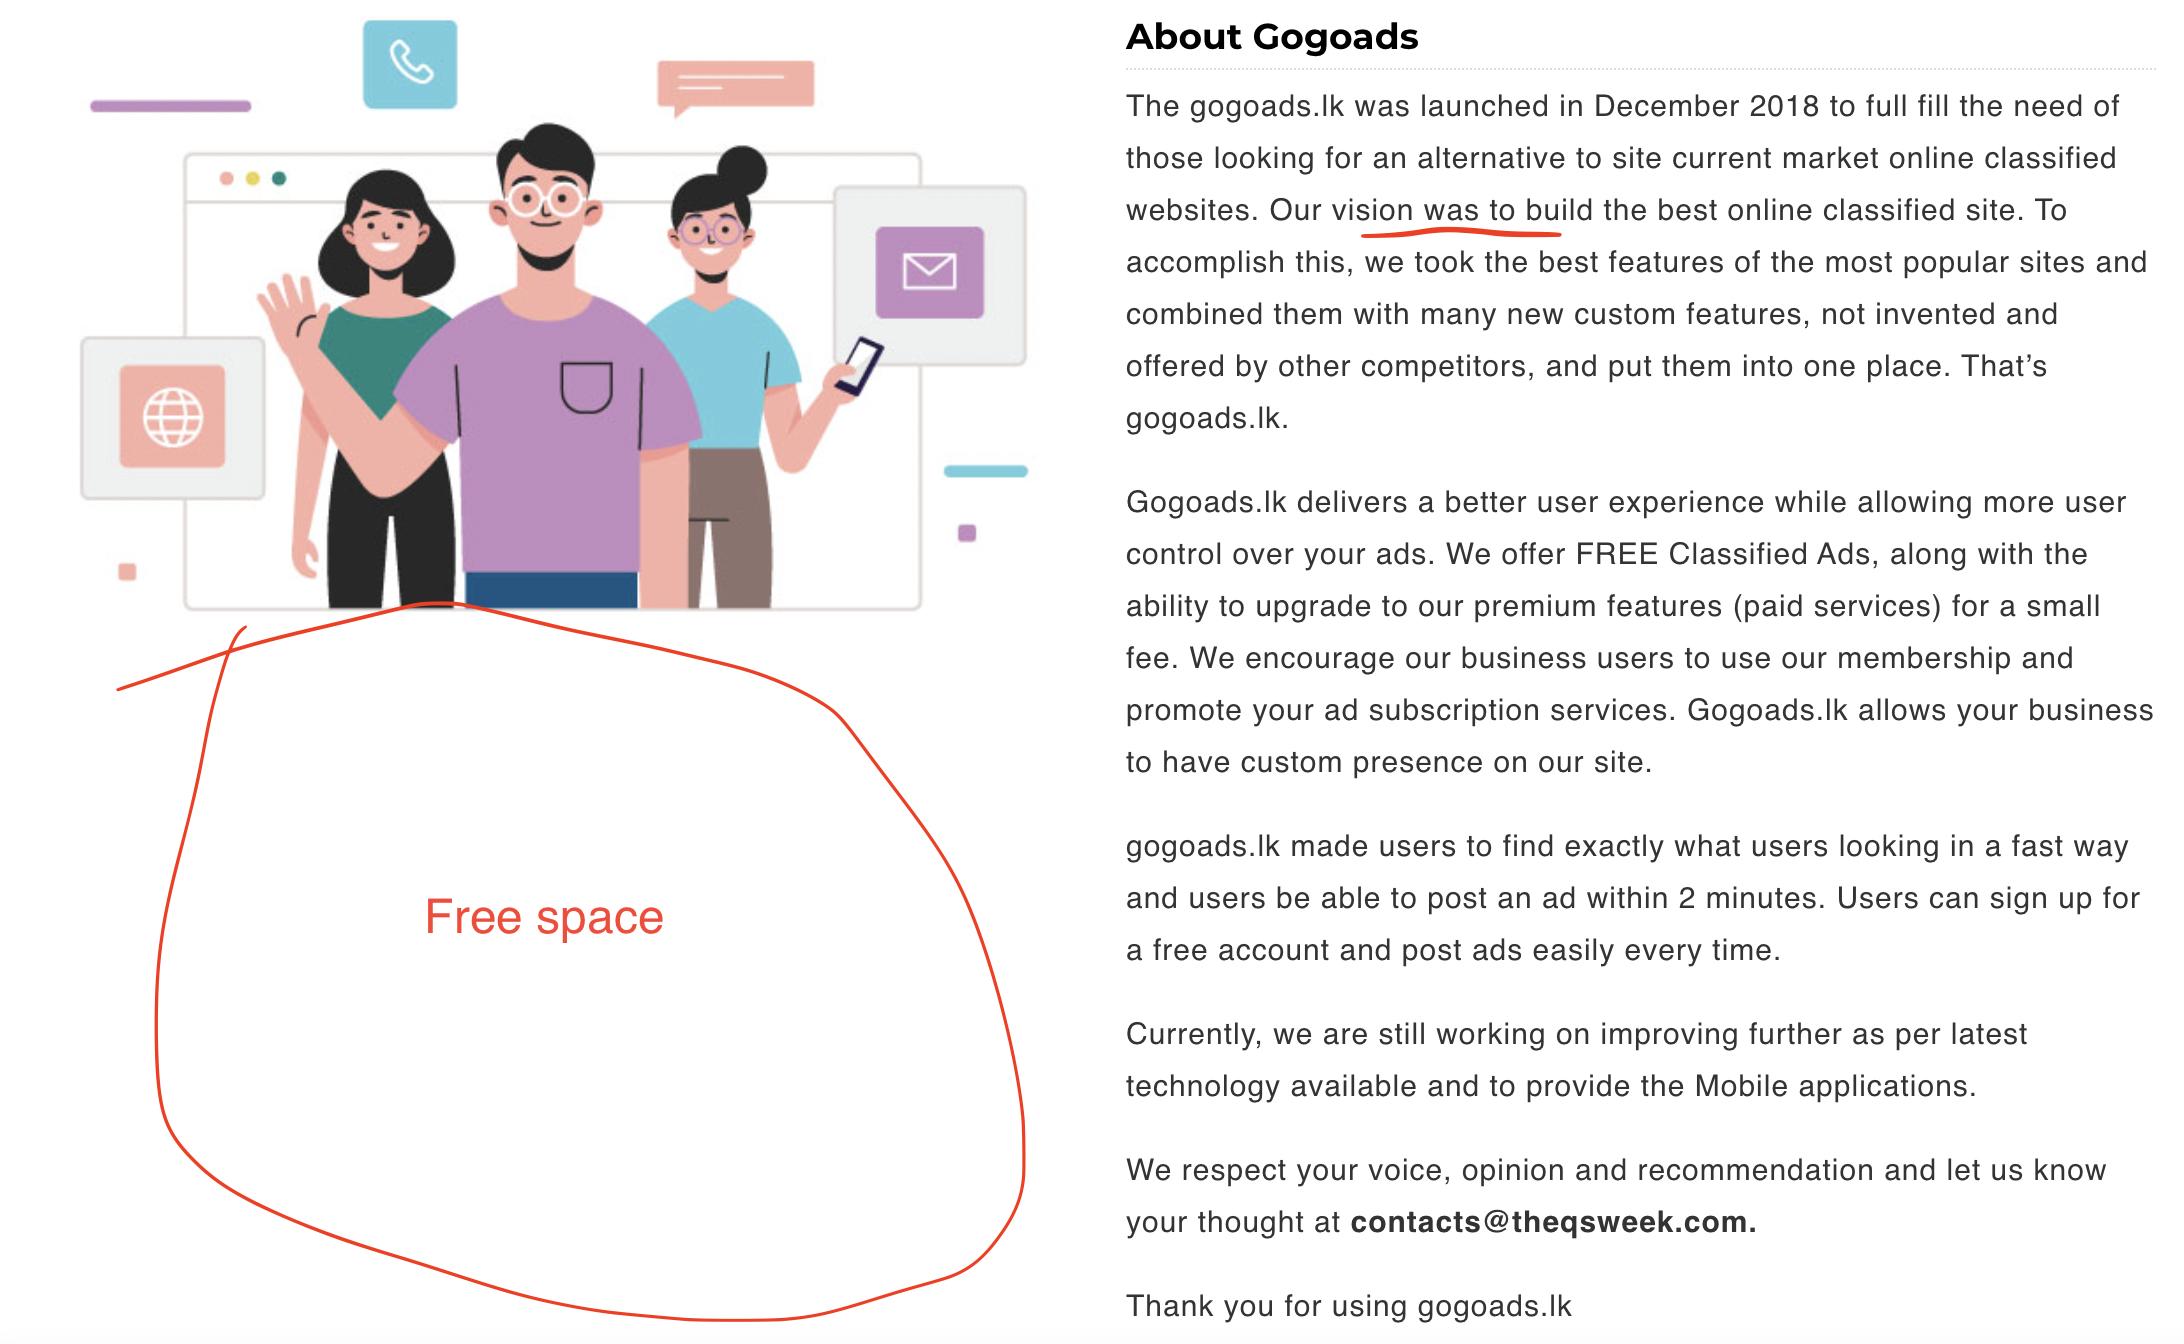 About Gogoads
The gogoads.lk was launched in December 2018 to full fill the need of
those looking for an alternative to site current market online classified
websites. Our vision was to build the best online classified site. To
accomplish this, we took the best features of the most popular sites and
combined them with many new custom features, not invented and
offered by other competitors, and put them into one place. That’s
gogoads.lk.
Gogoads.lk delivers a better user experience while allowing more user
control over your ads. We offer FREE Classified Ads, along with the
ability to upgrade to our premium features (paid services) for a small
fee. We encourage our business users to use our membership and
promote your ad subscription services. Gogoads.lk allows your business
to have custom presence on our site.
gogoads.lk made users to find exactly what users looking in a fast way
and users be able to post an ad within 2 minutes. Users can sign up for
a free account and post ads easily every time.
Currently, we are still working on improving further as per latest
technology available and to provide the Mobile applications.
We respect your voice, opinion and recommendation and let us know
your thought at contacts@theqsweek.com.
Thank you for using gogoads.lk
Free space